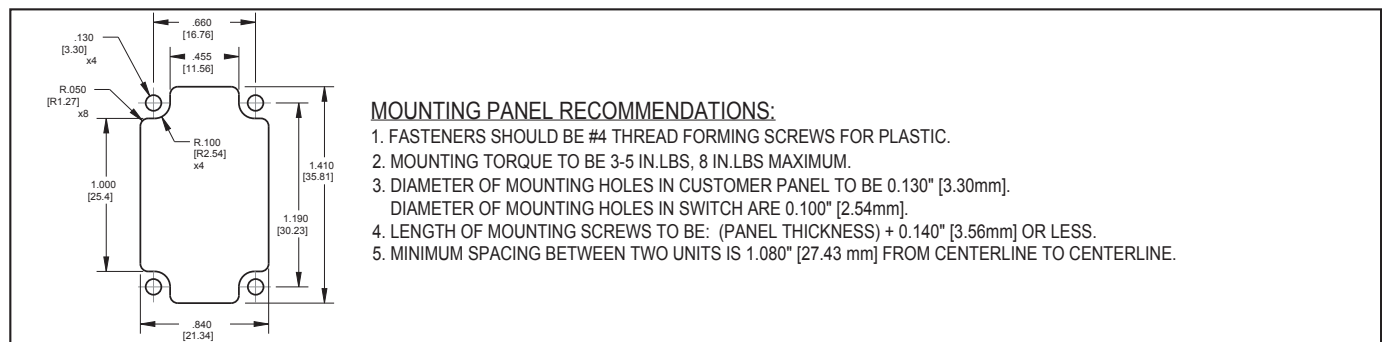 .660
[16.76]
.130
[3.30]
x4
.455
[11.56]
R.050
[R1.27]
x8
R.100
[R2.54]
x4
1.000
[25.4]
1.410
[35.81]
1.190
[30.23]
.840
[21.34]
MOUNTING PANEL RECOMMENDATIONS:
1. FASTENERS SHOULD BE #4 THREAD FORMING SCREWS FOR PLASTIC.
2. MOUNTING TORQUE TO BE 3-5 IN.LBS, 8 IN.LBS MAXIMUM.
3. DIAMETER OF MOUNTING HOLES IN CUSTOMER PANEL TO BE 0.130" [3.30mm].
DIAMETER OF MOUNTING HOLES IN SWITCH ARE 0.100" [2.54mm].
4. LENGTH OF MOUNTING SCREWS TO BE: (PANEL THICKNESS) + 0.140" [3.56mm] OR LESS.
5. MINIMUM SPACING BETWEEN TWO UNITS IS 1.080" [27.43 mm] FROM CENTERLINE TO CENTERLINE.